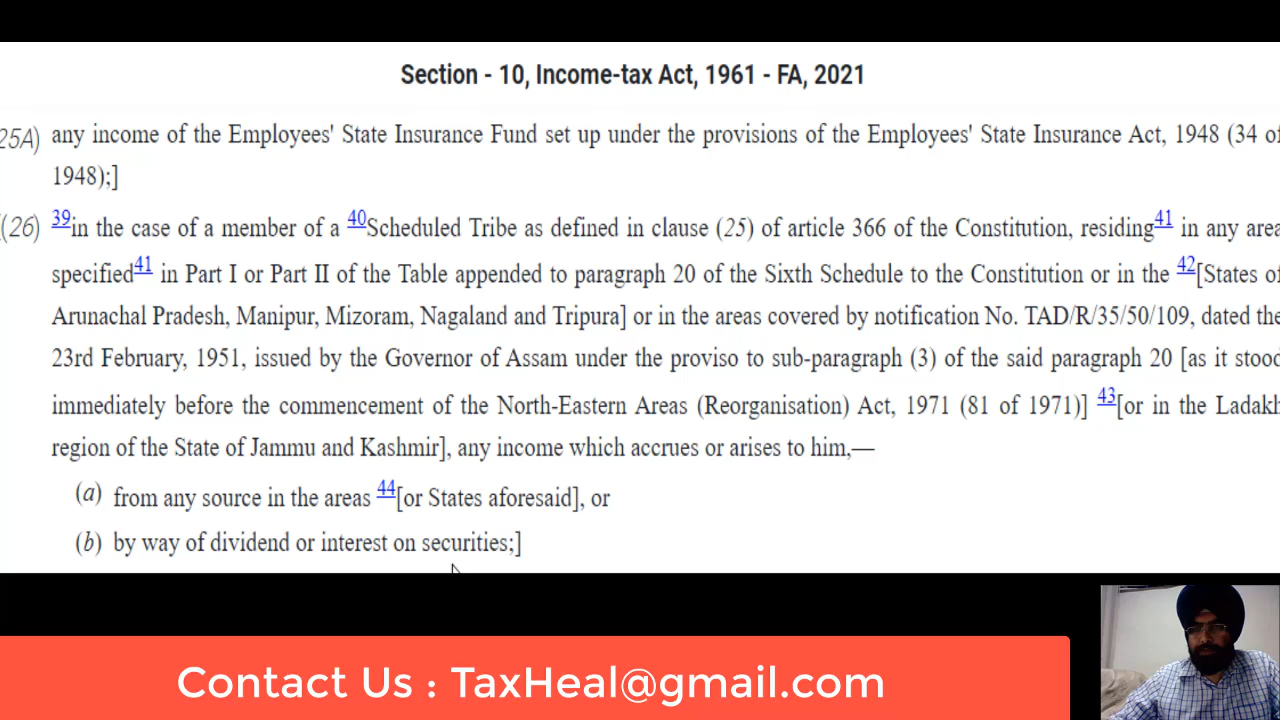 Section - 10, Income-tax Act, 1961 - FA, 2021
25A) any income of the Employees' State Insurance Fund set up under the provisions of the Employees' State Insurance Act, 1948 (34 of
1948);]
(26) 39in the case of a member of a 40Scheduled Tribe as defined in clause (25) of article 366 of the Constitution, residing41 in any area
specified41 in Part I or Part II of the Table appended to paragraph 20 of the Sixth Schedule to the Constitution or in the 42[States of
Arunachal Pradesh, Manipur, Mizoram, Nagaland and Tripura] or in the areas covered by notification No. TAD/R/35/50/109, dated the
23rd February, 1951, issued by the Governor of Assam under the proviso to sub-paragraph (3) of the said paragraph 20 [as it stood
immediately before the commencement of the North-Eastern Areas (Reorganisation) Act, 1971 (81 of 1971)] 43[or in the Ladakh
region of the State of Jammu and Kashmir], any income which accrues or arises to him,—
(a) from any source in the areas 44[or States aforesaid], or
(b) by way of dividend or interest on securities;]
Contact Us : TaxHeal@gmail.com